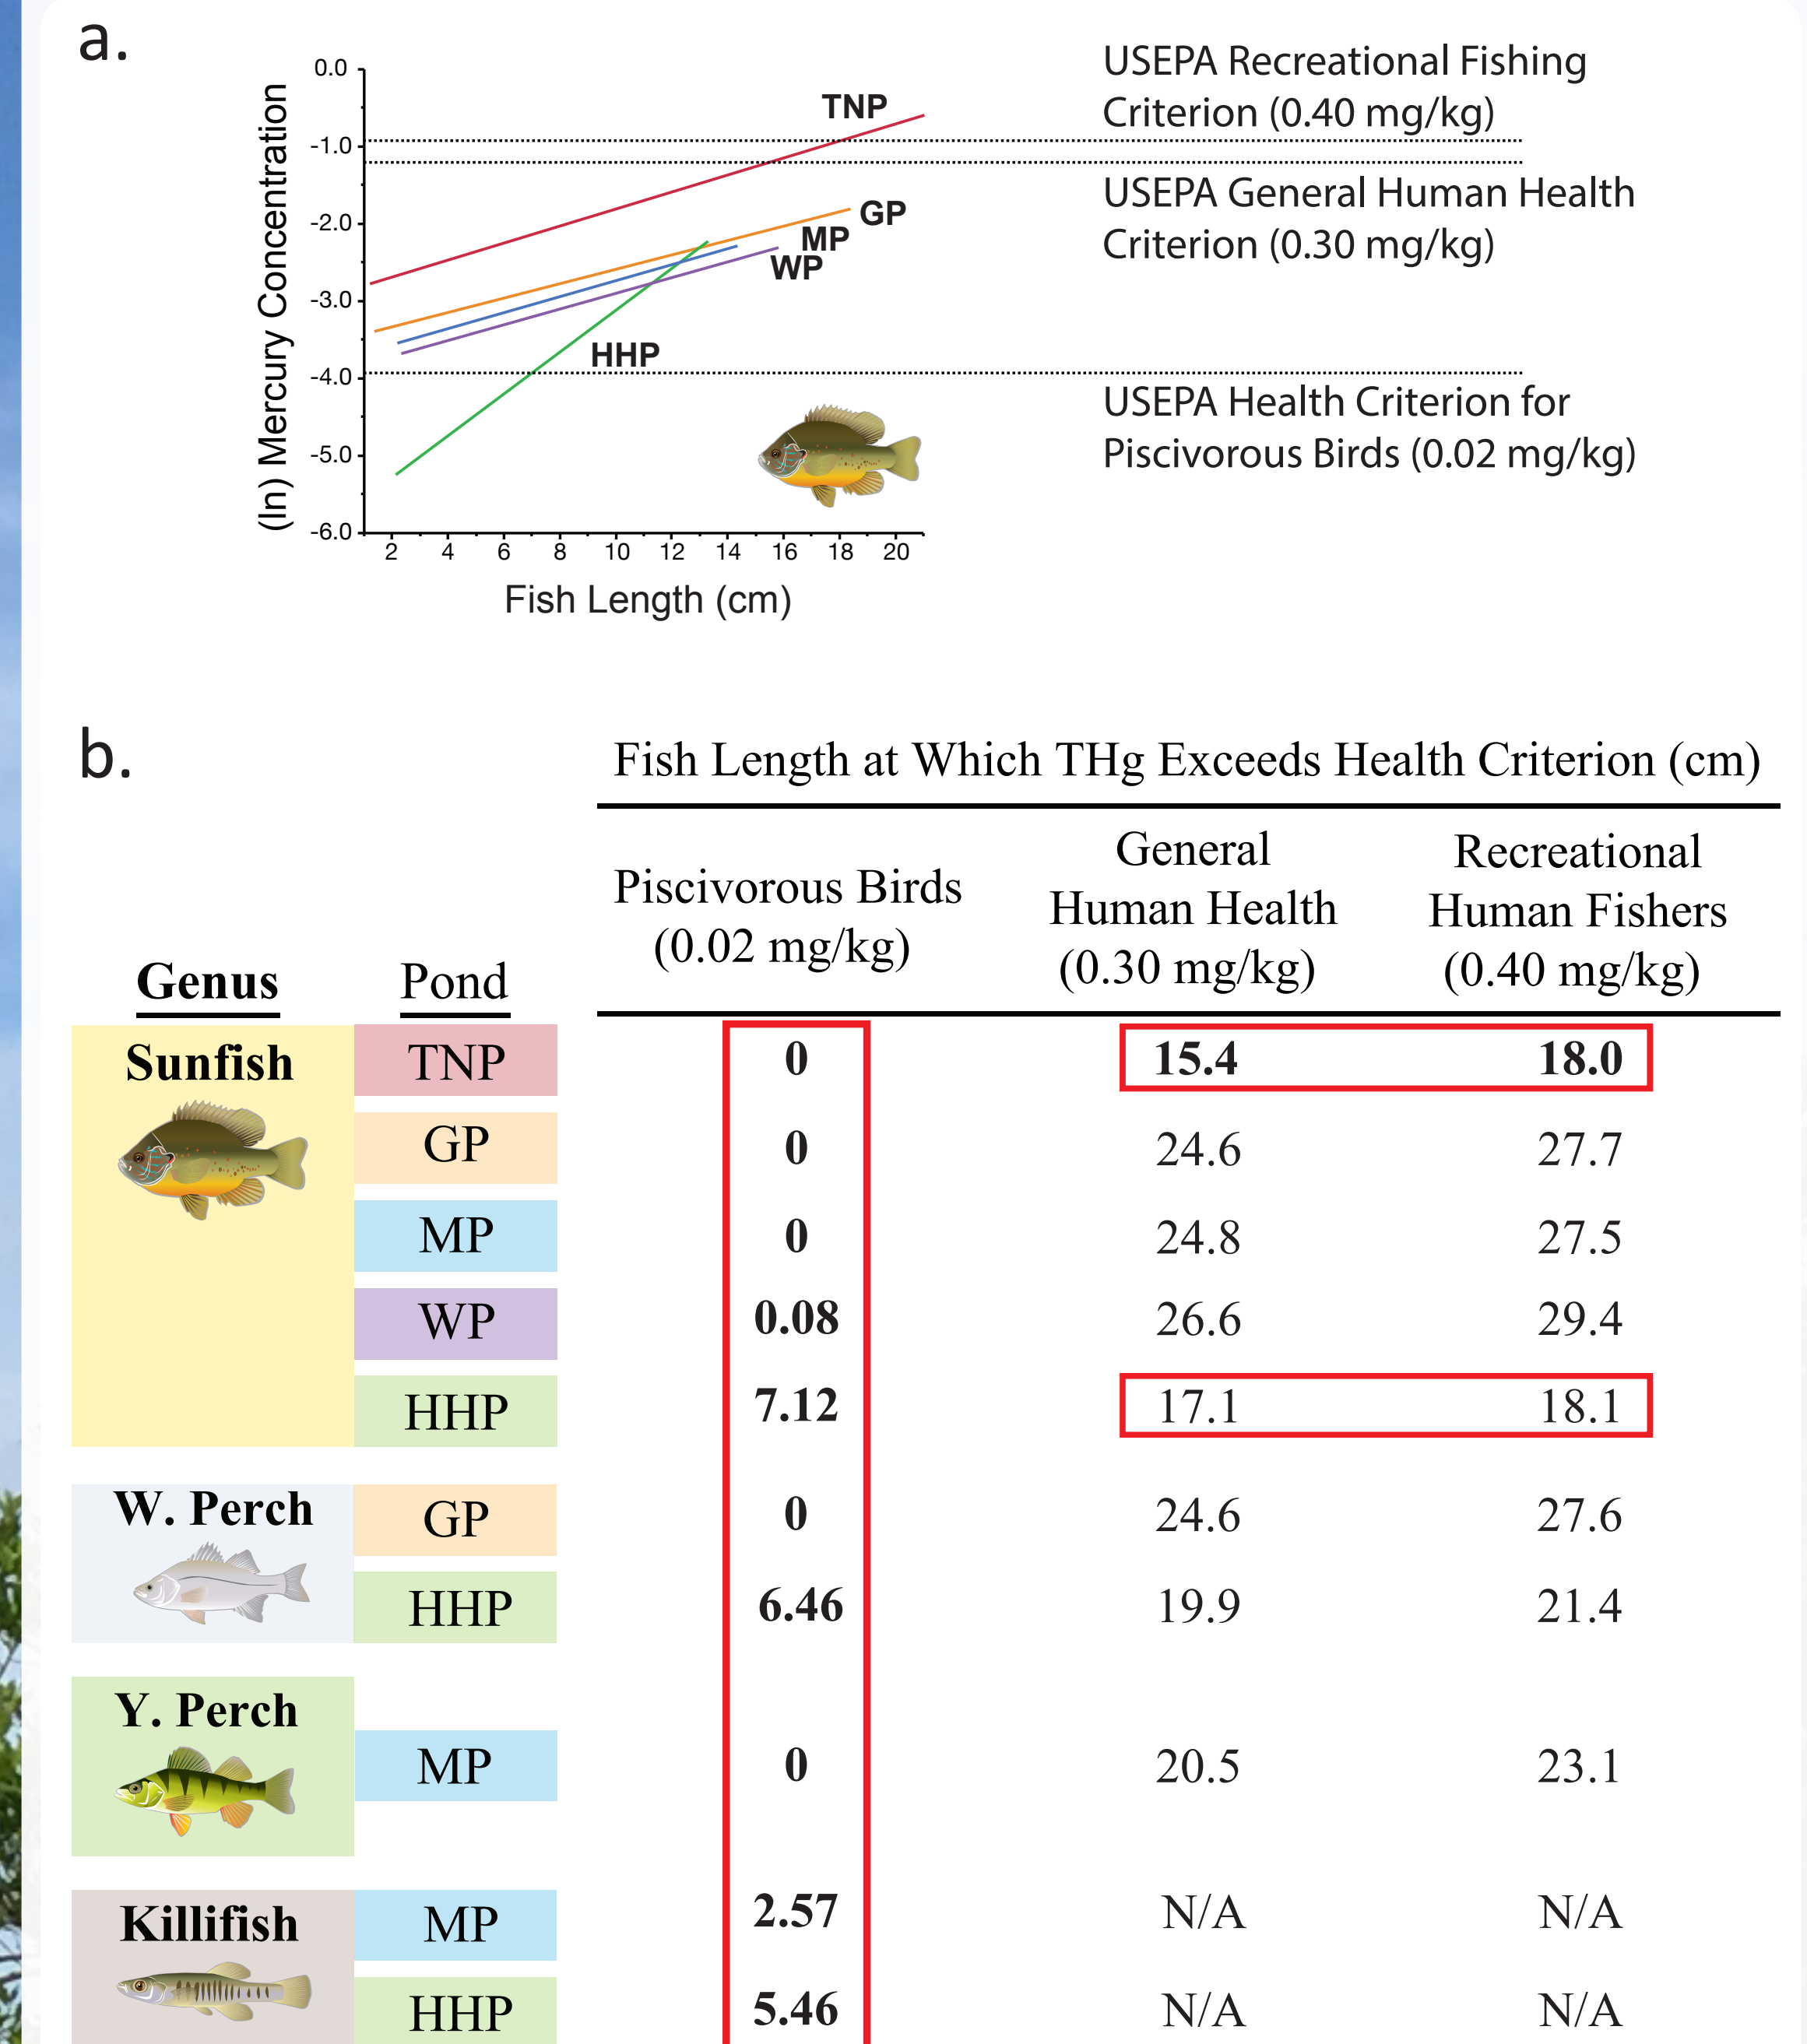 a.
0.0
-1.0
-2.0
-3.0
-4.0
-5.0
-6.0
(ln) Mercury Concentration
2 4 6 8 10 12 14 16 18 20
Fish Length (cm)
TNP
GP
MP
WP
HHP
USEPA Recreational Fishing
Criterion (0.40 mg/kg)
USEPA General Human Health
Criterion (0.30 mg/kg)
USEPA Health Criterion for
Piscivorous Birds (0.02 mg/kg)
b.
Fish Length at Which THg Exceeds Health Criterion (cm)
Piscivorous Birds
(0.02 mg/kg)
General
Human Health
(0.30 mg/kg)
Recreational
Human Fishers
(0.40 mg/kg)
Genus Pond
Sunfish TNP 0 15.4 18.0
GP 0 24.6 27.7
MP 0 24.8 27.5
WP 0.08 26.6 29.4
HHP 7.12 17.1 18.1
W. Perch GP 0 24.6 27.6
HHP 6.46 19.9 21.4
Y. Perch
MP 0 20.5 23.1
Killifish MP 2.57 N/A N/A
HHP 5.46 N/A N/A